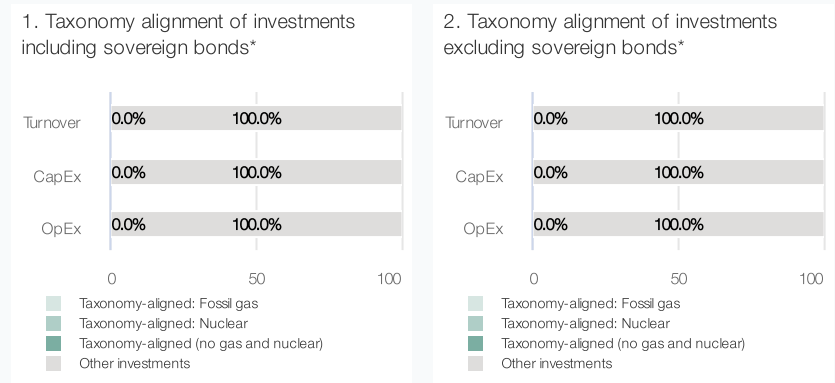 1. Taxonomy alignment of investments
including sovereign bonds*
Turnover 0.0% 100.0%
CapEx 0.0% 100.0%
OpEx 0.0% 100.0%
0 50 100
Taxonomy-aligned: Fossil gas
Taxonomy-aligned: Nuclear
Taxonomy-aligned (no gas and nuclear)
Other investments
2. Taxonomy alignment of investments
excluding sovereign bonds*
Turnover 0.0% 100.0%
CapEx 0.0% 100.0%
OpEx 0.0% 100.0%
0 50 100
Taxonomy-aligned: Fossil gas
Taxonomy-aligned: Nuclear
Taxonomy-aligned (no gas and nuclear)
Other investments